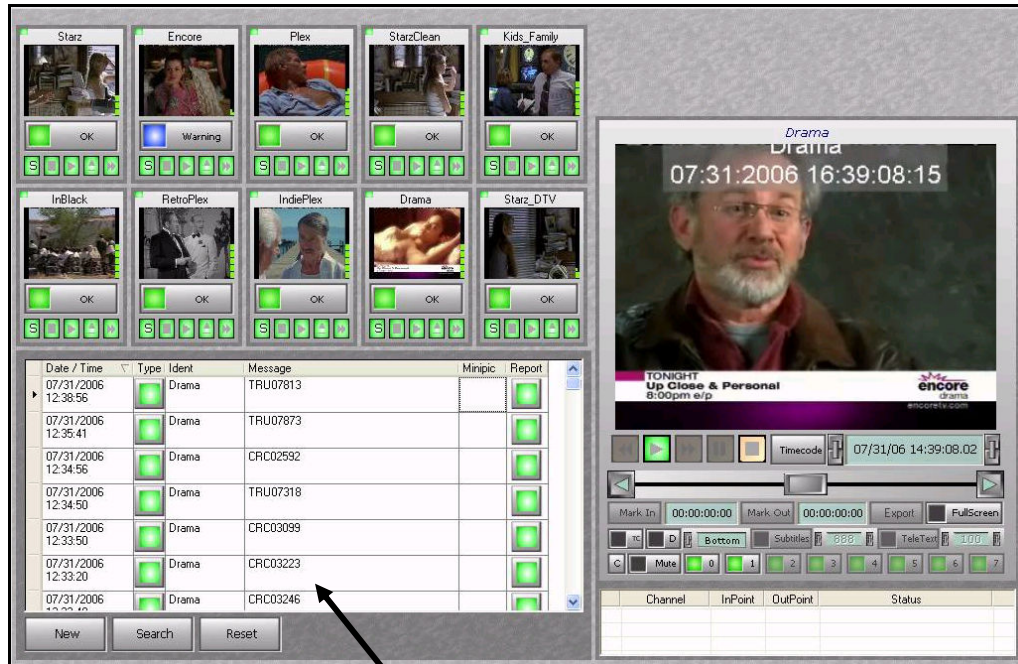 Starz Encore Plex StarzClean Kids_Family
OK Warning OK OK OK
S S S S S
InBlack RetroPlex IndiePlex Drama Starz_DTV
OK OK OK OK OK
S S S S S
Date / Time Type Ident Message Minipic Report
07/31/2006 12:38:56 Drama TRU07813
07/31/2006 12:35:41 Drama TRU07873
07/31/2006 12:34:56 Drama CRC02592
07/31/2006 12:34:50 Drama TRU07318
07/31/2006 12:33:50 Drama CRC03099
07/31/2006 12:33:20 Drama CRC03223
07/31/2006 Drama CRC03246
New Search Reset
Drama
Drama
07:31:2006 16:39:08:15
TONIGHT
Up Close & Personal
8:00pm e/p
encore
drama
encoretv.com
Timecode 07/31/06 14:39:08.02
Mark In 00:00:00:00 Mark Out 00:00:00:00 Export FullScreen
TC D Bottom Subtitles 888 TeleText 100
C Mute 0 1 2 3 4 5 6 7
Channel InPoint OutPoint Status